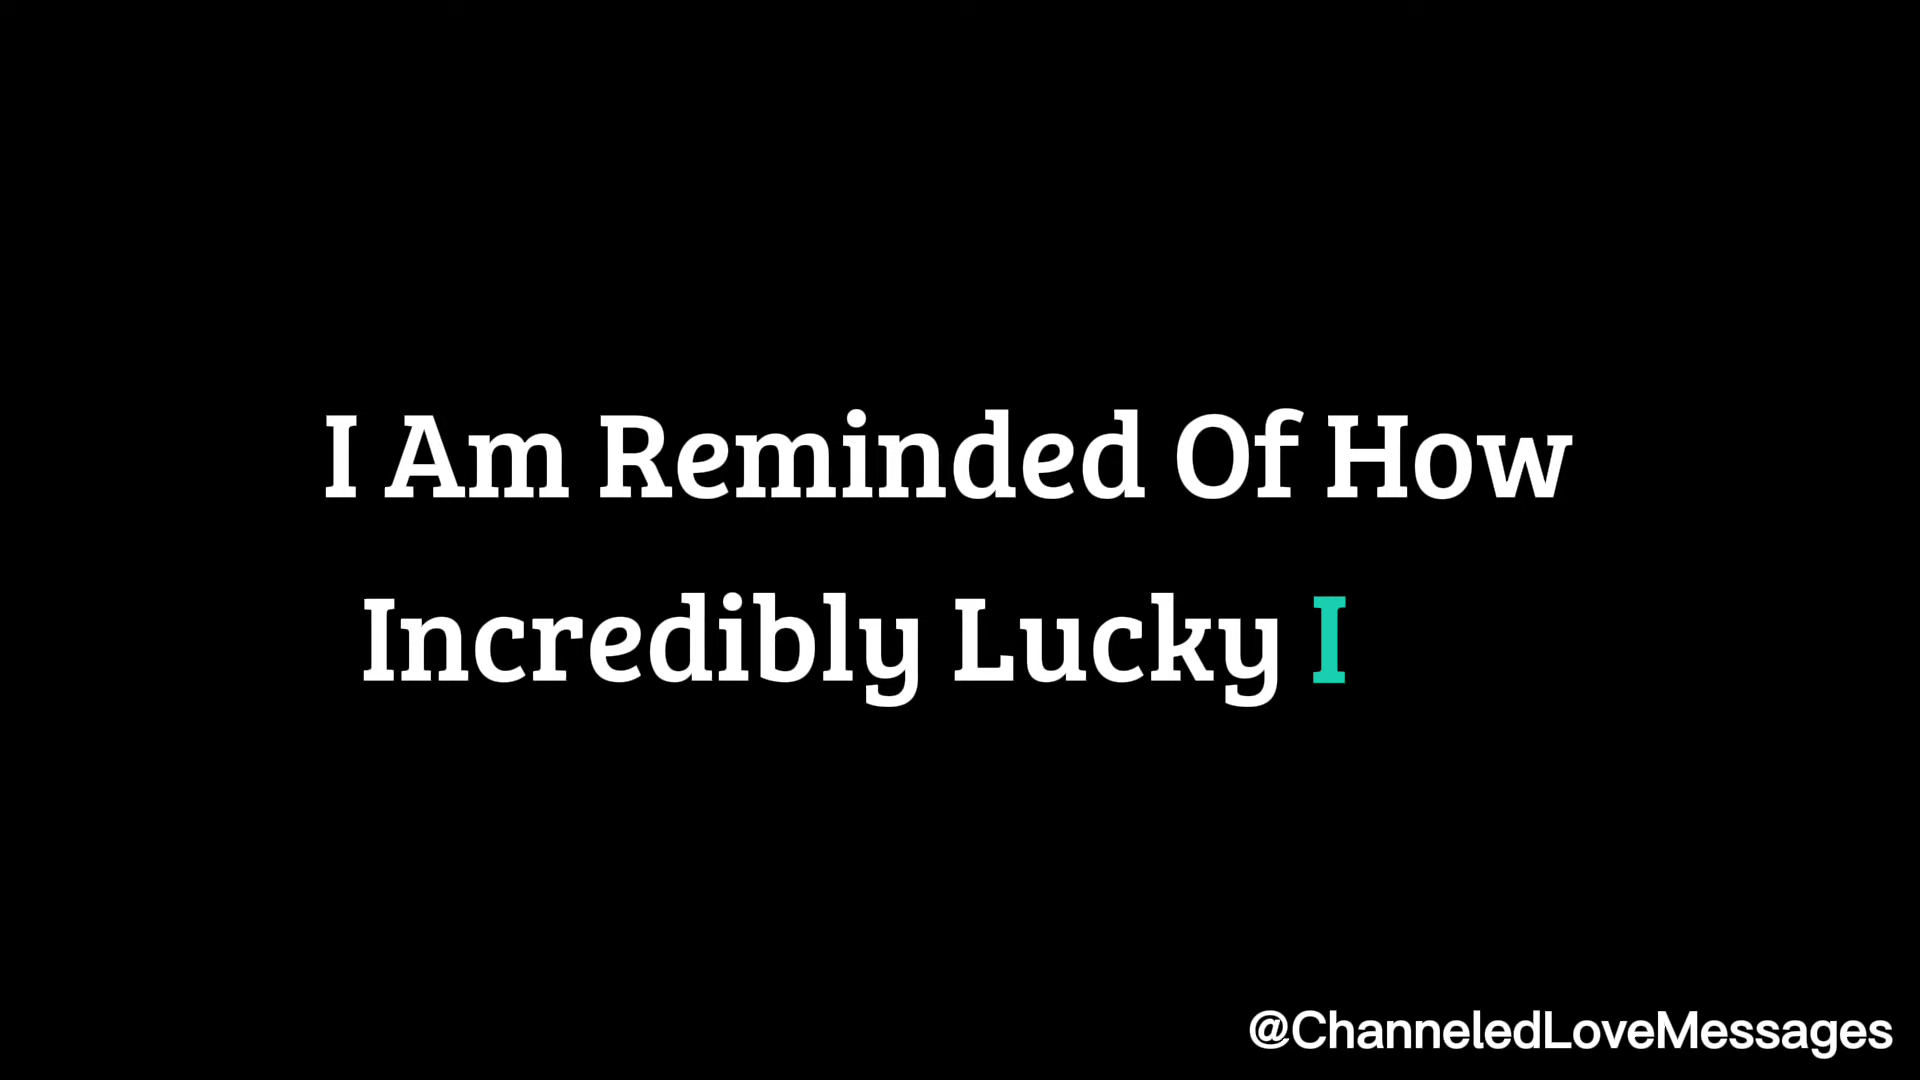 I Am Reminded Of How
Incredibly Lucky I
@ChanneledLoveMessages